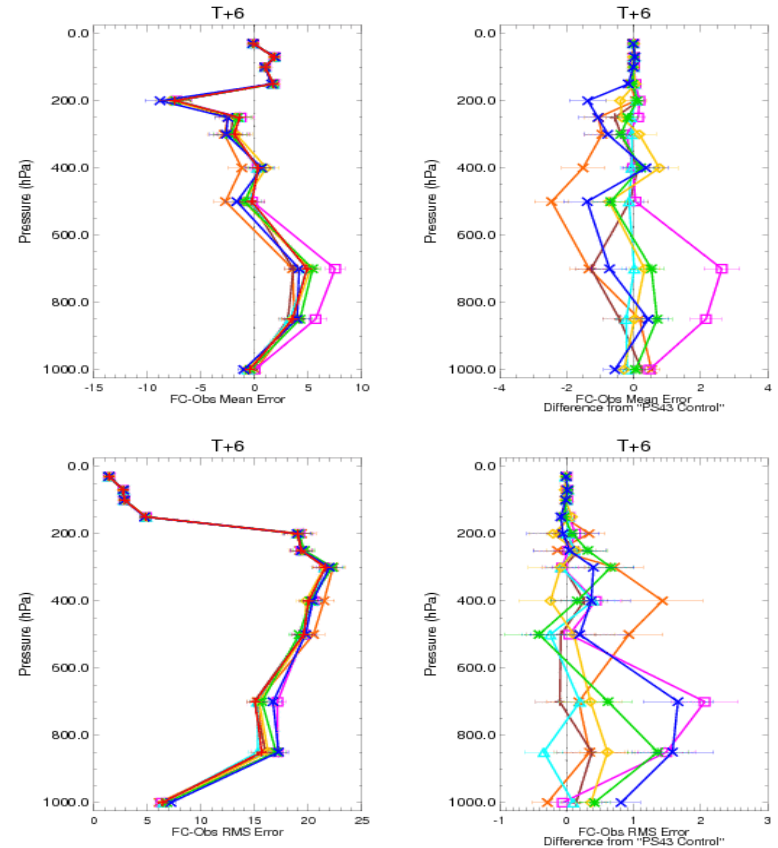 T+6
0.0
200.0
400.0
600.0
800.0
1000.0
Pressure (hPa)
-15 -10 -5 0 5 10
FC-Obs Mean Error
T+6
0.0
200.0
400.0
600.0
800.0
1000.0
Pressure (hPa)
-4 -2 0 2 4
FC-Obs Mean Error
Difference from "PS43 Control"
T+6
0.0
200.0
400.0
600.0
800.0
1000.0
Pressure (hPa)
0 5 10 15 20 25
FC-Obs RMS Error
T+6
0.0
200.0
400.0
600.0
800.0
1000.0
Pressure (hPa)
-1 0 1 2 3
FC-Obs RMS Error
Difference from "PS43 Control"